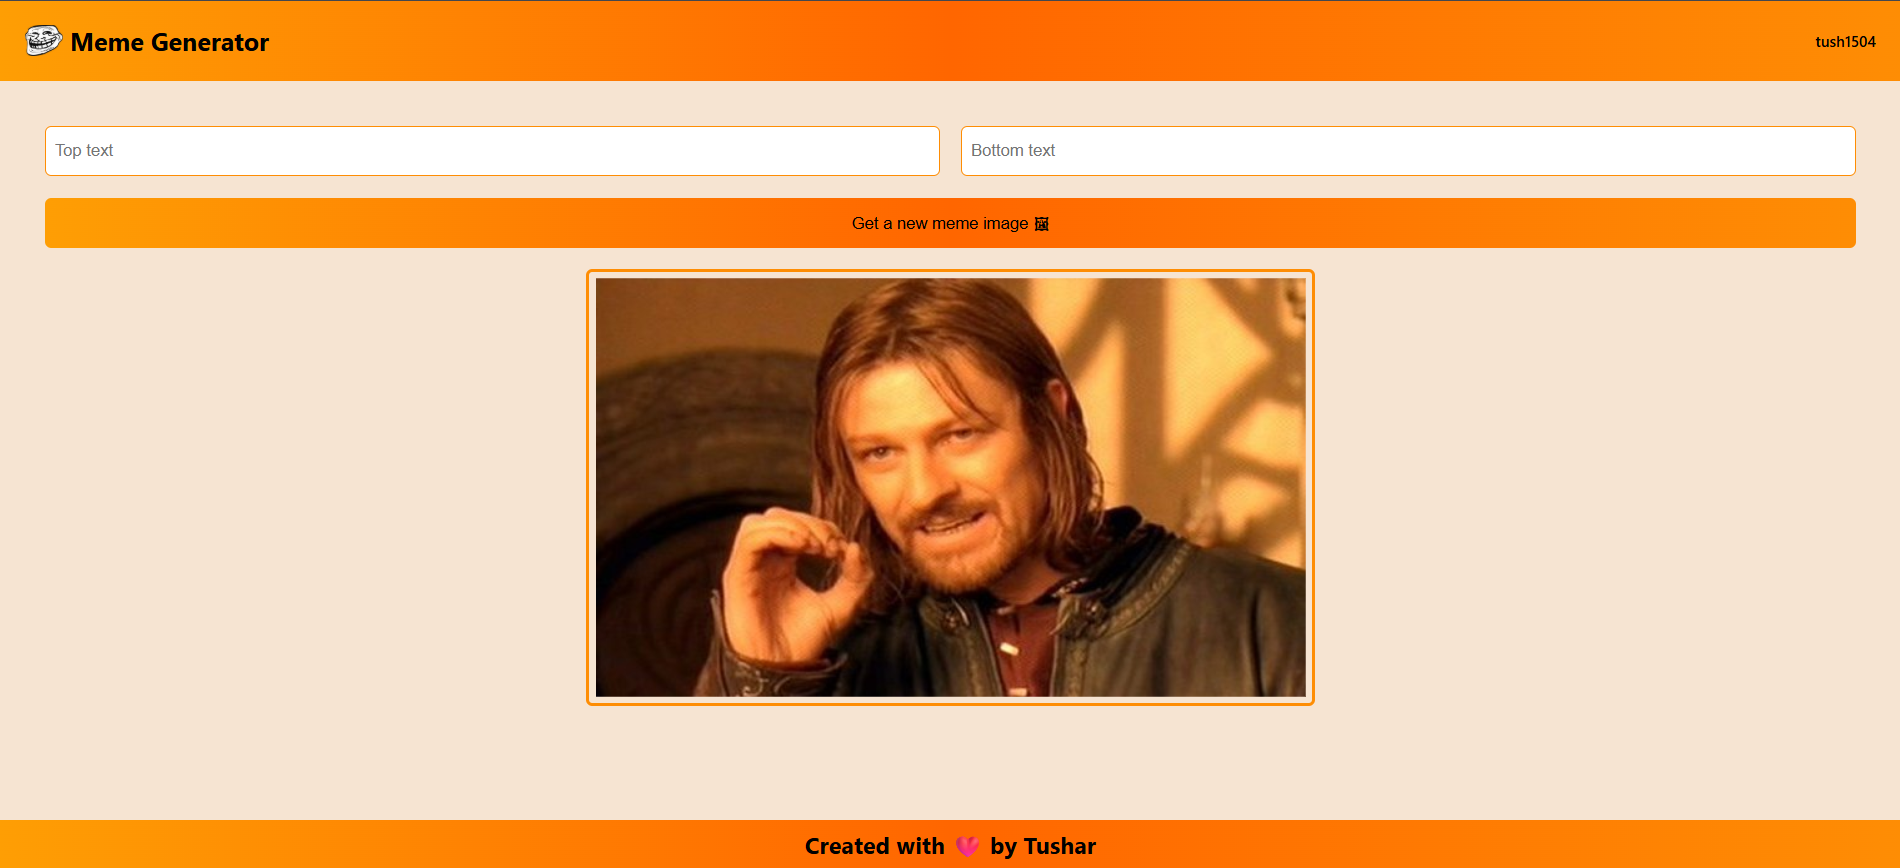 Meme Generator
tush1504
Top text
Bottom text
Get a new meme image 🖼
Created with 💗 by Tushar